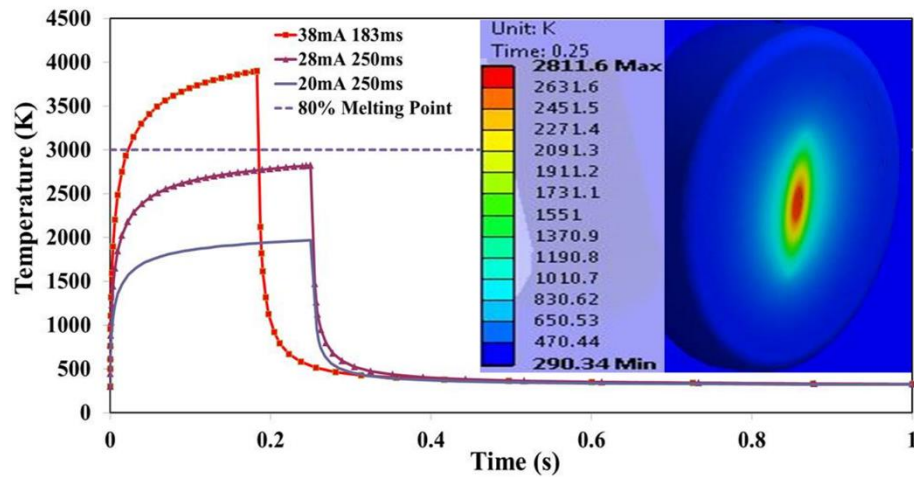 4500
4000
3500
3000
2500
2000
1500
1000
500
0
Temperature (K)
38mA 183ms
28mA 250ms
20mA 250ms
80% Melting Point
Unit: K
Time: 0.25
2811.6 Max
2631.6
2451.5
2271.4
2091.3
1911.2
1731.1
1551
1370.9
1190.8
1010.7
830.62
650.53
470.44
290.34 Min
0
0.2
0.4
0.6
0.8
1
Time (s)